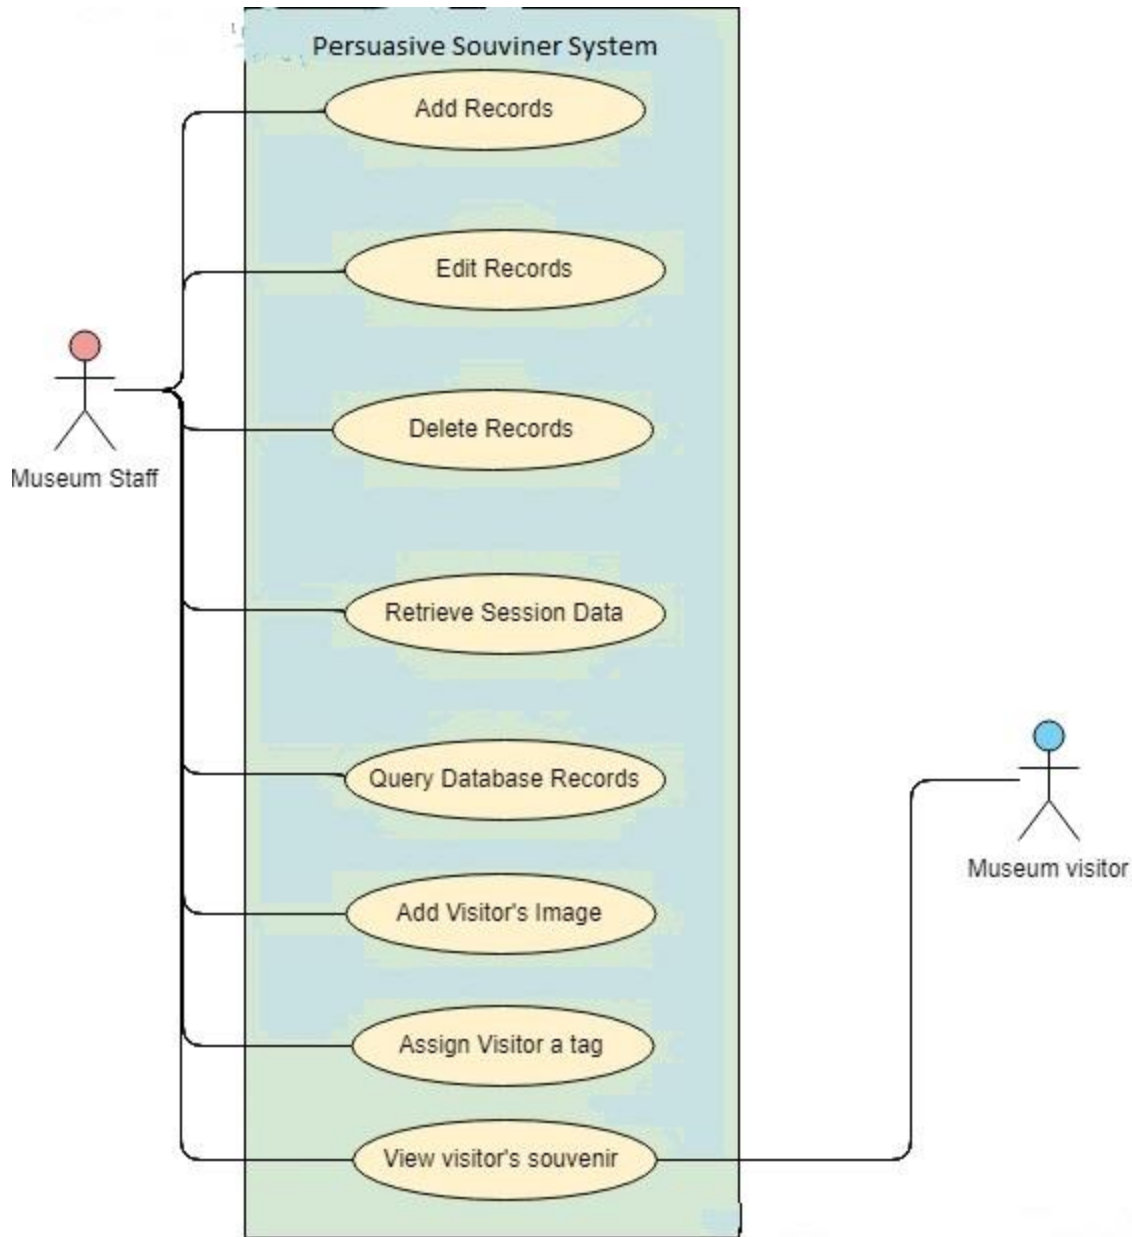 Persuasive Souviner System
Add Records
Edit Records
Delete Records
Museum Staff
Retrieve Session Data
Query Database Records
Museum visitor
Add Visitor's Image
Assign Visitor a tag
View visitor's souvenir